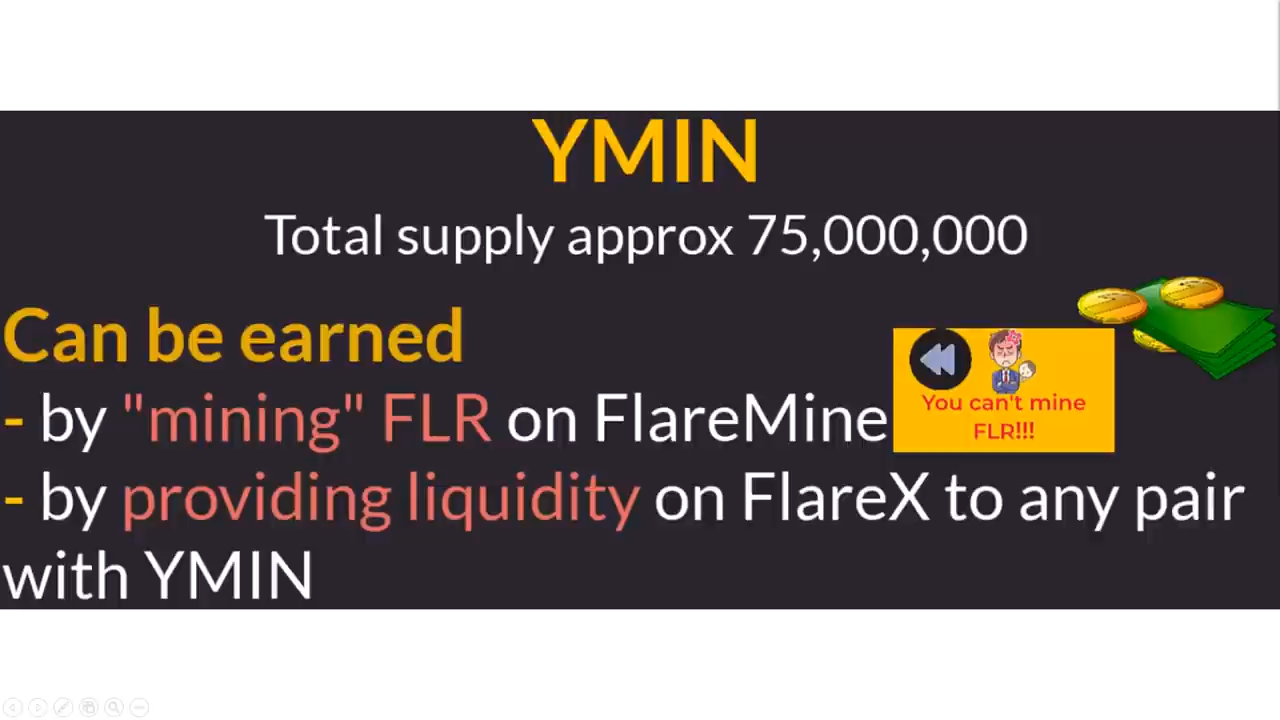 YMIN
Total supply approx 75,000,000
Can be earned
- by "mining" FLR on FlareMine
You can't mine
FLR!!!
- by providing liquidity on FlareX to any pair
with YMIN